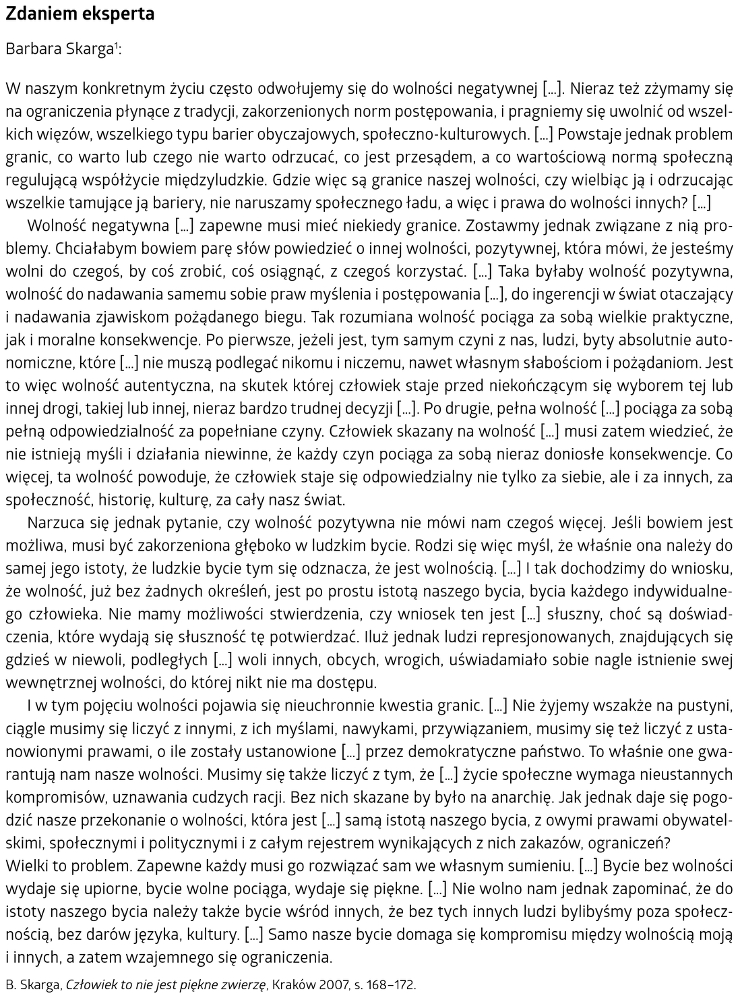 Zdaniem eksperta
Barbara Skarga¹:
W naszym konkretnym życiu często odwołujemy się do wolności negatywnej [...]. Nieraz też zżymamy się
na ograniczenia płynące z tradycji, zakorzenionych norm postępowania, i pragniemy się uwolnić od wszel-
kich więzów, wszelkiego typu barier obyczajowych, społeczno-kulturowych. [...] Powstaje jednak problem
granic, co warto lub czego nie warto odrzucać, co jest przesądem, a co wartościową normą społeczną
regulującą współżycie międzyludzkie. Gdzie więc są granice naszej wolności, czy wielbiąc ją i odrzucając
wszelkie tamujące ją bariery, nie naruszamy społecznego ładu, a więc i prawa do wolności innych? [...]
Wolność negatywna [...] zapewne musi mieć niekiedy granice. Zostawmy jednak związane z nią pro-
blemy. Chciałabym bowiem parę słów powiedzieć o innej wolności, pozytywnej, która mówi, że jesteśmy
wolni do czegoś, by coś zrobić, coś osiągnąć, z czegoś korzystać. [...] Taka byłaby wolność pozytywna,
wolność do nadawania samemu sobie praw myślenia i postępowania [...], do ingerencji w świat otaczający
i nadawania zjawiskom pożądanego biegu. Tak rozumiana wolność pociąga za sobą wielkie praktyczne,
jak i moralne konsekwencje. Po pierwsze, jeżeli jest, tym samym czyni z nas, ludzi, byty absolutnie auto-
nomiczne, które [...] nie muszą podlegać nikomu i niczemu, nawet własnym słabościom i pożądaniom. Jest
to więc wolność autentyczna, na skutek której człowiek staje przed niekończącym się wyborem tej lub
innej drogi, takiej lub innej, nieraz bardzo trudnej decyzji [...]. Po drugie, pełna wolność [...] pociąga za sobą
pełną odpowiedzialność za popełniane czyny. Człowiek skazany na wolność [...] musi zatem wiedzieć, że
nie istnieją myśli i działania niewinne, że każdy czyn pociąga za sobą nieraz doniosłe konsekwencje. Co
więcej, ta wolność powoduje, że człowiek staje się odpowiedzialny nie tylko za siebie, ale i za innych, za
społeczność, historię, kulturę, za cały nasz świat.
Narzuca się jednak pytanie, czy wolność pozytywna nie mówi nam czegoś więcej. Jeśli bowiem jest
możliwa, musi być zakorzeniona głęboko w ludzkim bycie. Rodzi się więc myśl, że właśnie ona należy do
samej jego istoty, że ludzkie bycie tym się odznacza, że jest wolnością. [...] I tak dochodzimy do wniosku,
że wolność, już bez żadnych określeń, jest po prostu istotą naszego bycia, bycia każdego indywidualne-
go człowieka. Nie mamy możliwości stwierdzenia, czy wniosek ten jest [...] słuszny, choć są doświad-
czenia, które wydają się słuszność tę potwierdzać. Iluż jednak ludzi represjonowanych, znajdujących się
gdzieś w niewoli, podległych [...] woli innych, obcych, wrogich, uświadamiało sobie nagle istnienie swej
wewnętrznej wolności, do której nikt nie ma dostępu.
I w tym pojęciu wolności pojawia się nieuchronnie kwestia granic. [...] Nie żyjemy wszakże na pustyni,
ciągle musimy się liczyć z innymi, z ich myślami, nawykami, przywiązaniem, musimy się też liczyć z usta-
nowionymi prawami, o ile zostały ustanowione [...] przez demokratyczne państwo. To właśnie one gwa-
rantują nam nasze wolności. Musimy się także liczyć z tym, że [...] życie społeczne wymaga nieustannych
kompromisów, uznawania cudzych racji. Bez nich skazane by było na anarchię. Jak jednak daje się pogo-
dzić nasze przekonanie o wolności, która jest [...] samą istotą naszego bycia, z owymi prawami obywatel-
skimi, społecznymi i politycznymi i z całym rejestrem wynikających z nich zakazów, ograniczeń?
Wielki to problem. Zapewne każdy musi go rozwiązać sam we własnym sumieniu. [...] Bycie bez wolności
wydaje się upiorne, bycie wolne pociąga, wydaje się piękne. [...] Nie wolno nam jednak zapominać, że do
istoty naszego bycia należy także bycie wśród innych, że bez tych innych ludzi bylibyśmy poza społecz-
nością, bez darów języka, kultury. [...] Samo nasze bycie domaga się kompromisu między wolnością moją
i innych, a zatem wzajemnego się ograniczenia.
B. Skarga, Człowiek to nie jest piękne zwierzę, Kraków 2007, s. 168–172.